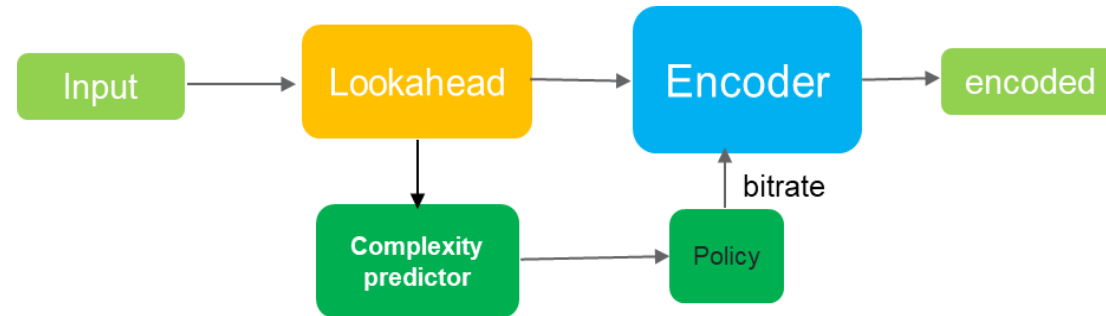 Input
Lookahead
Encoder
encoded
bitrate
Complexity
predictor
Policy